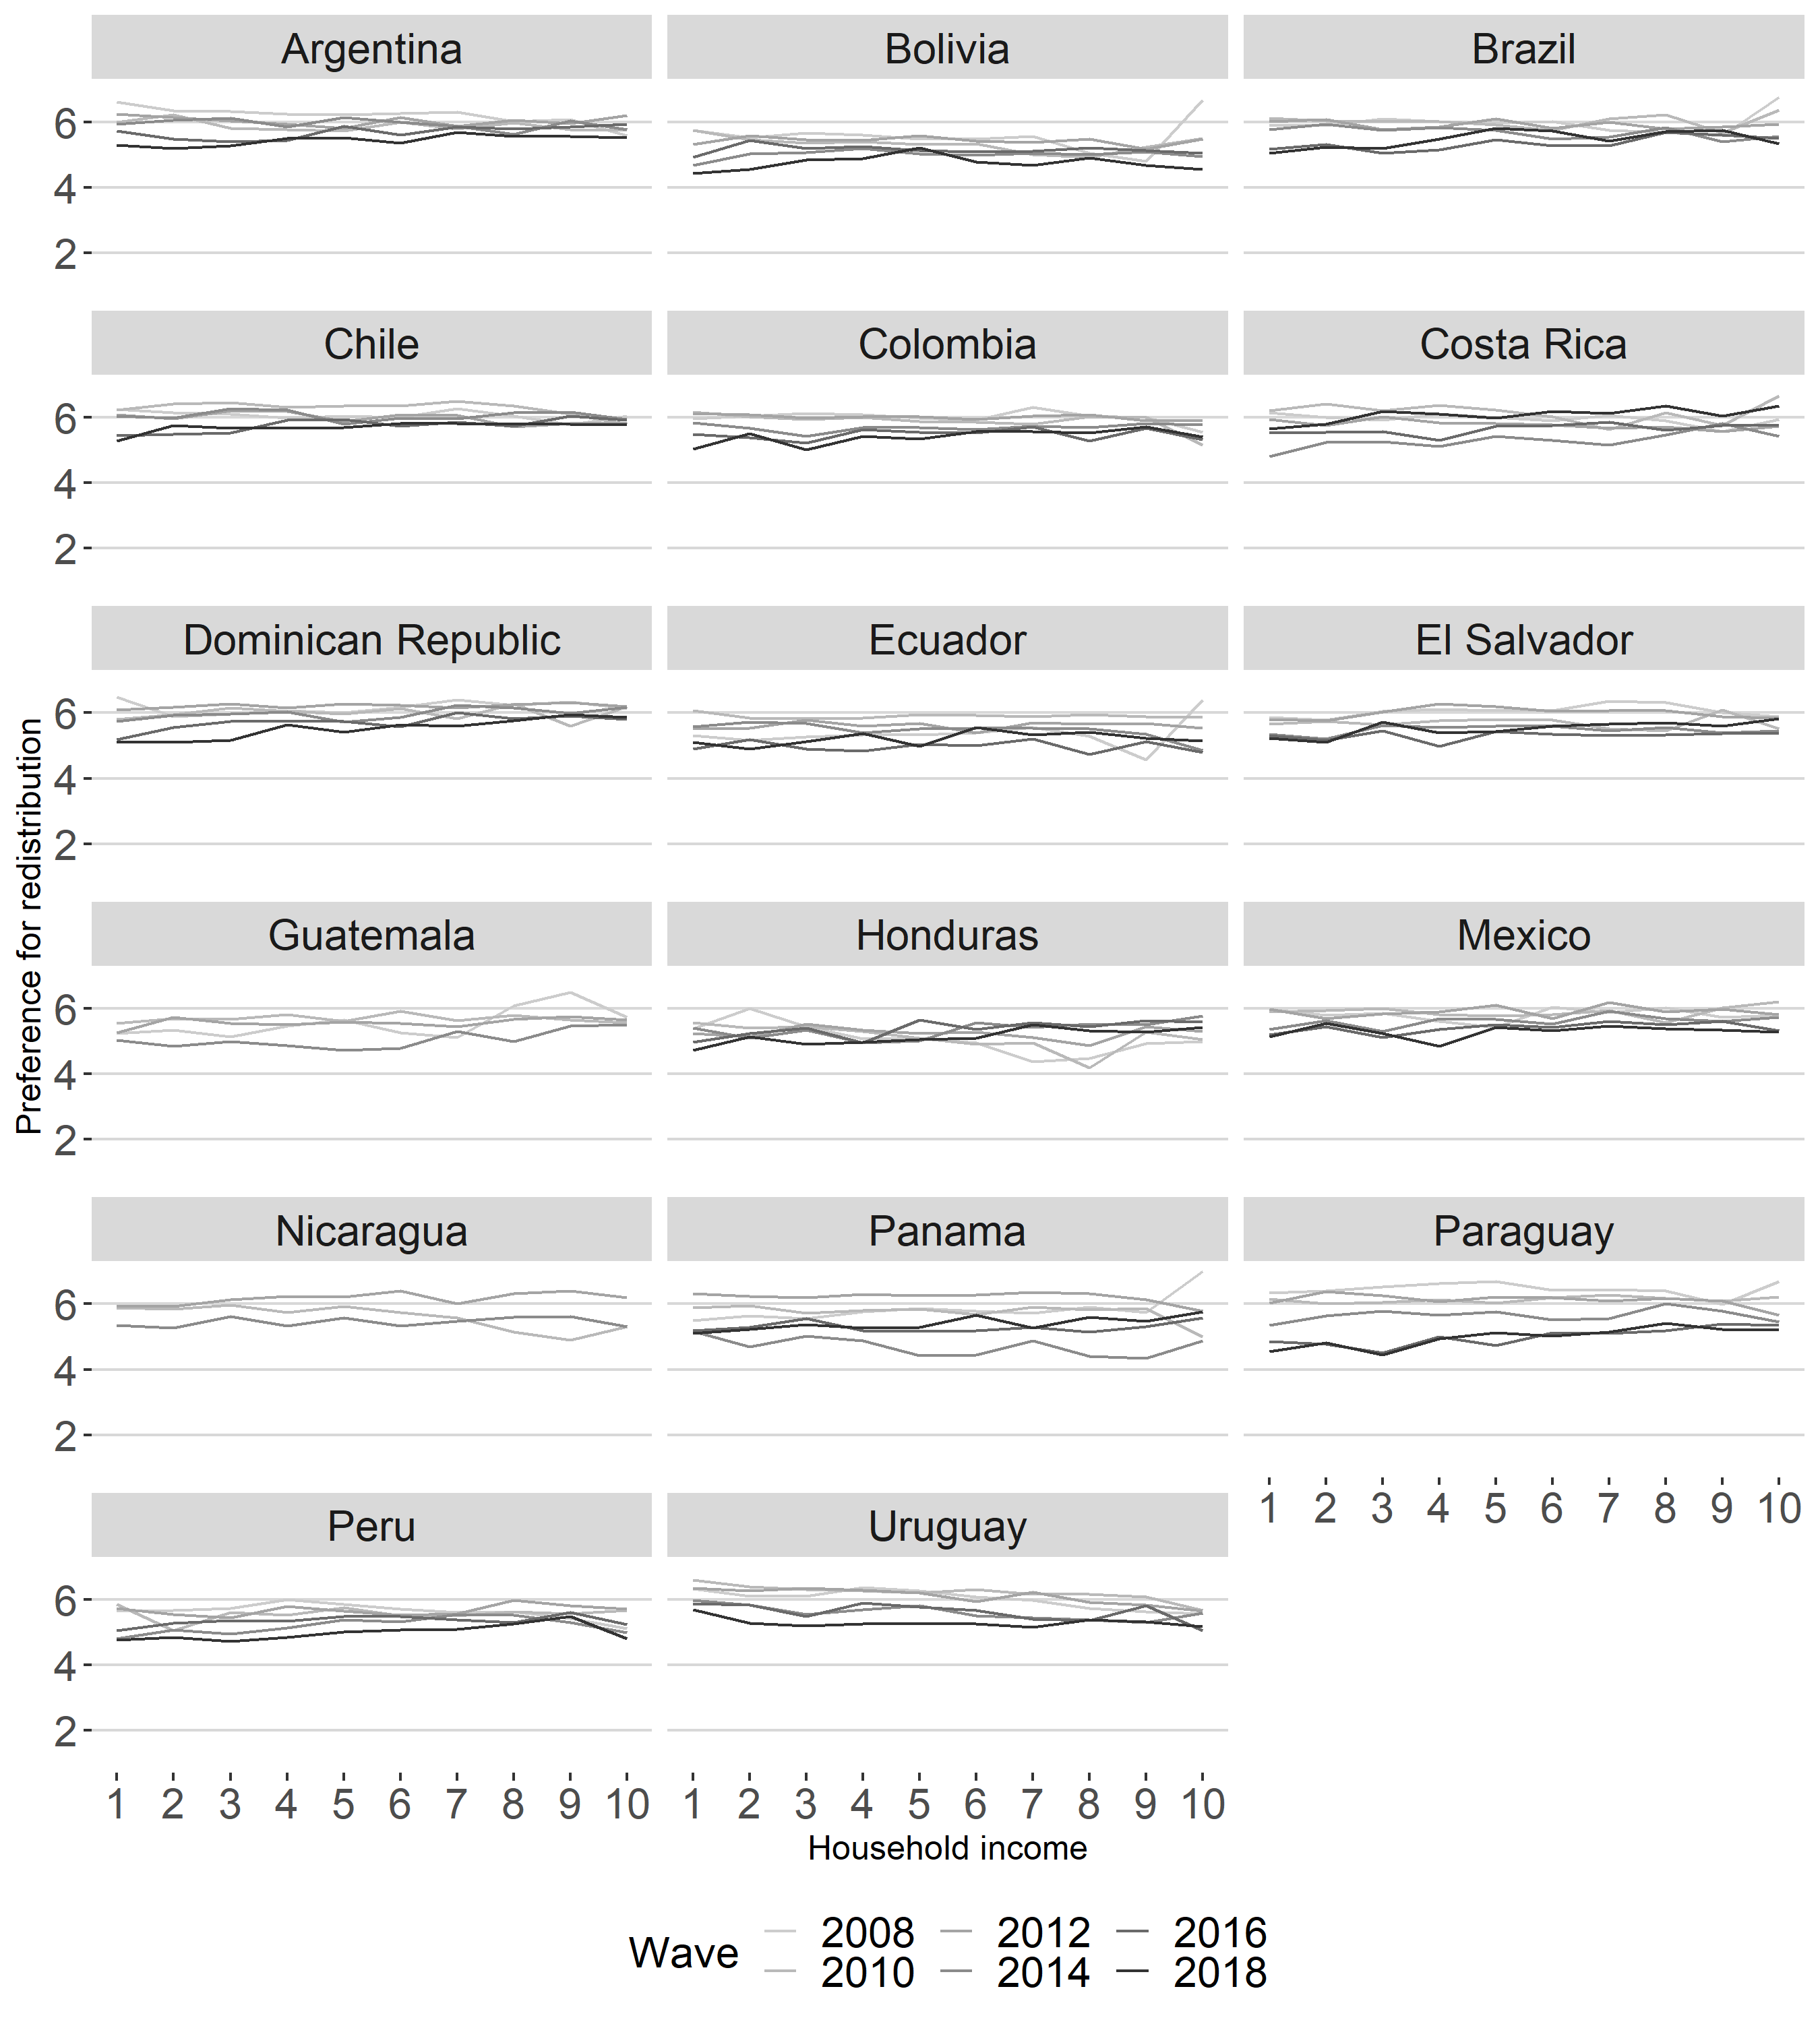 Argentina Bolivia Brazil
6
4
2
Chile Colombia Costa Rica
6
4
2
Dominican Republic Ecuador El Salvador
6
4
2
Preference for redistribution
Guatemala Honduras Mexico
6
4
2
Nicaragua Panama Paraguay
6
4
2
1 2 3 4 5 6 7 8 9 10
Peru Uruguay
6
4
2
1 2 3 4 5 6 7 8 9 10 1 2 3 4 5 6 7 8 9 10
Household income
Wave
2008 2012 2016
2010 2014 2018